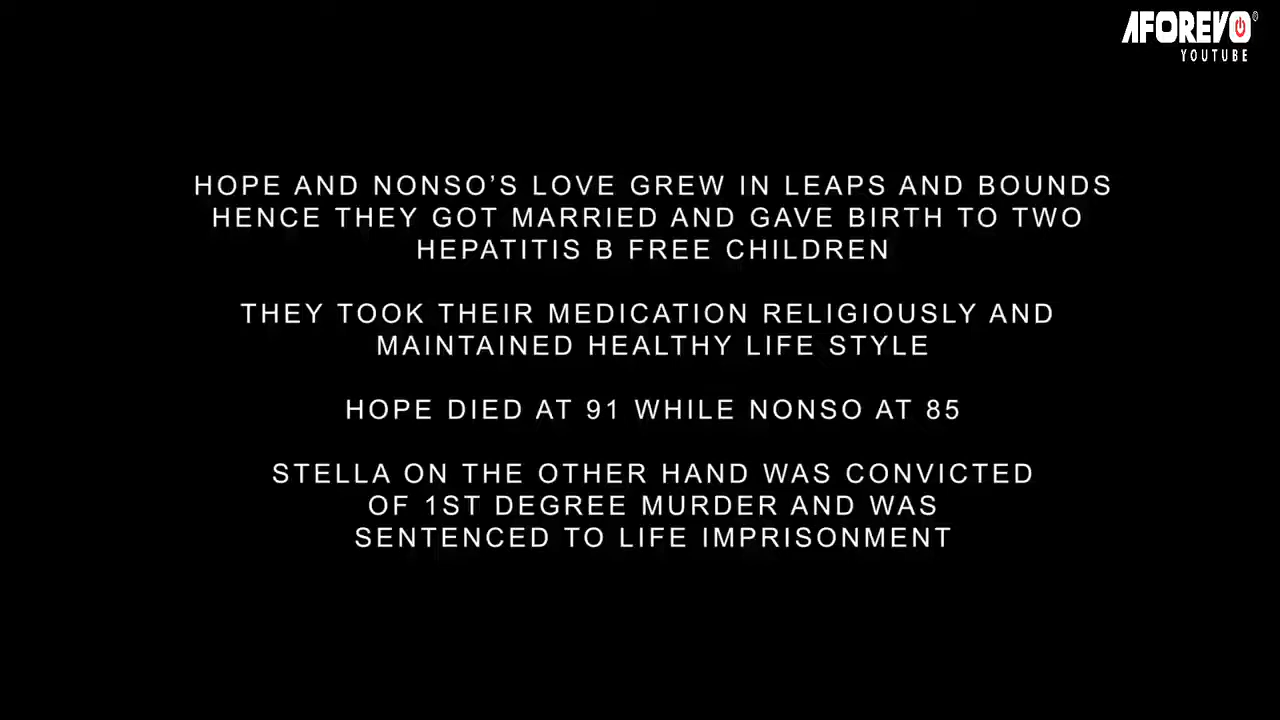 AFOREVO
YOUTUBE
HOPE AND NONSO’S LOVE GREW IN LEAPS AND BOUNDS
HENCE THEY GOT MARRIED AND GAVE BIRTH TO TWO
HEPATITIS B FREE CHILDREN
THEY TOOK THEIR MEDICATION RELIGIOUSLY AND
MAINTAINED HEALTHY LIFE STYLE
HOPE DIED AT 91 WHILE NONSO AT 85
STELLA ON THE OTHER HAND WAS CONVICTED
OF 1ST DEGREE MURDER AND WAS
SENTENCED TO LIFE IMPRISONMENT